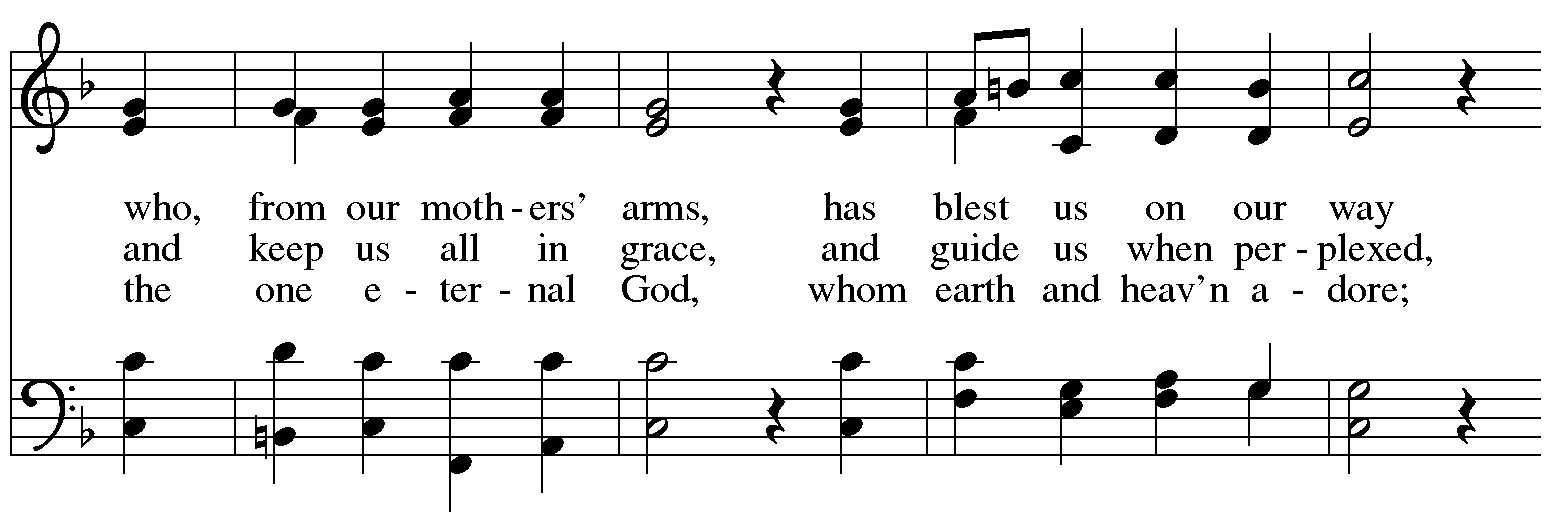 who, from our moth - ers’ arms, has blest us on our way
and keep us all in grace, and guide us when per - plexed,
the one e - ter - nal God, whom earth and heav’n a - dore;